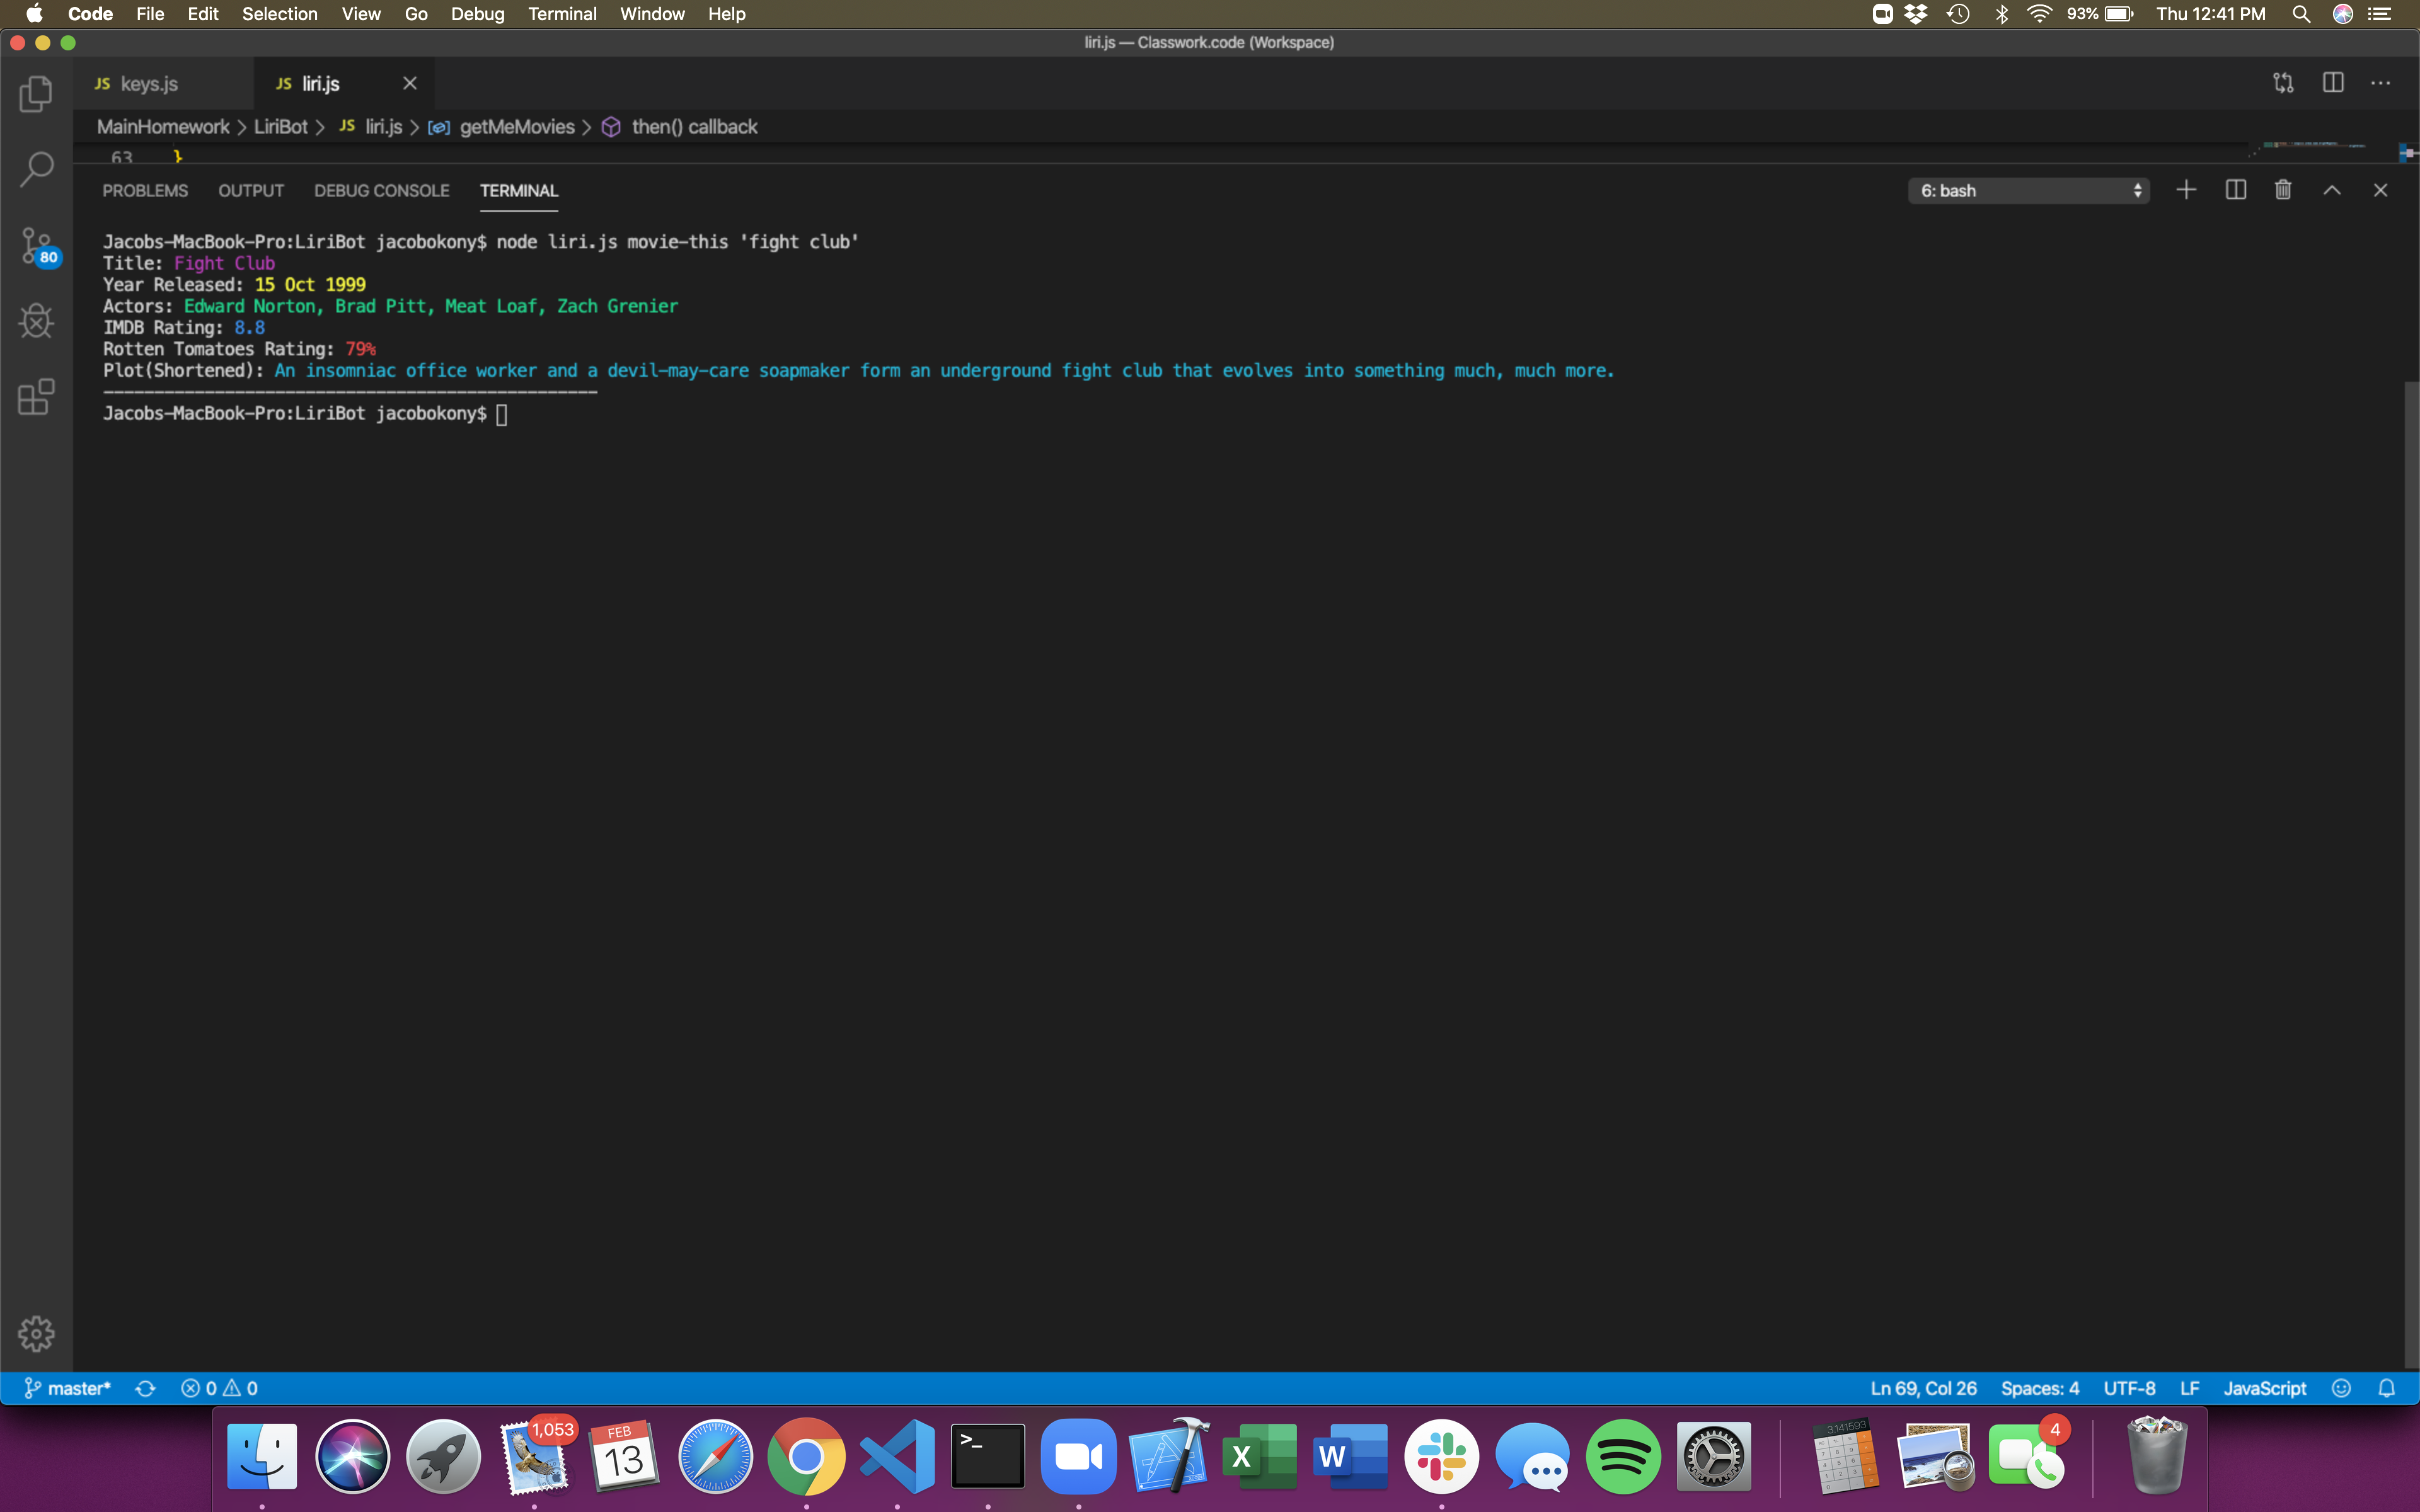 Code File Edit Selection View Go Debug Terminal Window Help 93% Thu 12:41 PM
liri.js — Classwork.code (Workspace)
JS keys.js JS liri.js
MainHomework > LiriBot > JS liri.js > getMeMovies > then() callback
63 }
PROBLEMS OUTPUT DEBUG CONSOLE TERMINAL 6: bash
80
Jacobs-MacBook-Pro:LiriBot jacobokony$ node liri.js movie-this 'fight club'
Title: Fight Club
Year Released: 15 Oct 1999
Actors: Edward Norton, Brad Pitt, Meat Loaf, Zach Grenier
IMDB Rating: 8.8
Rotten Tomatoes Rating: 79%
Plot(Shortened): An insomniac office worker and a devil-may-care soapmaker form an underground fight club that evolves into something much, much more.
-------------------------------------------------
Jacobs-MacBook-Pro:LiriBot jacobokony$
master* 0 0 Ln 69, Col 26 Spaces: 4 UTF-8 LF JavaScript
1,053 FEB 13 >_ X W 3.141593 4